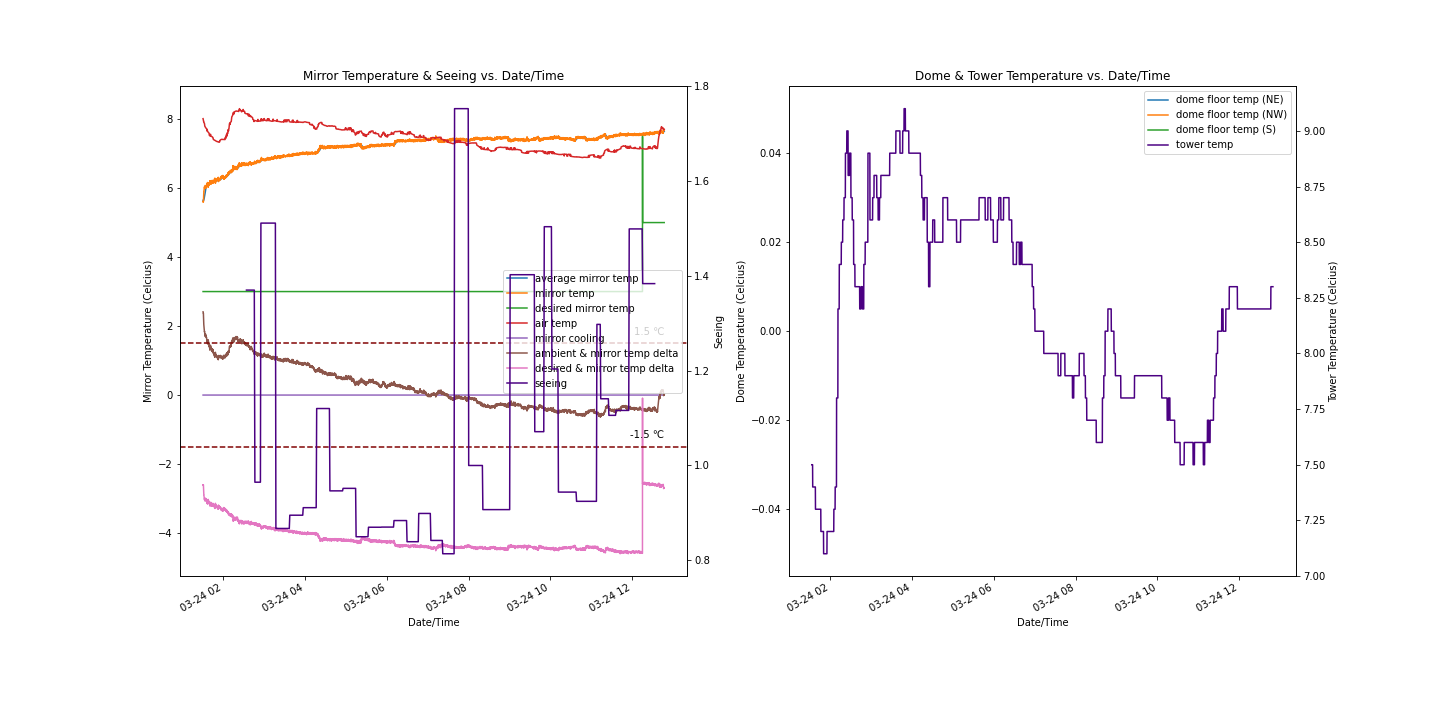 Mirror Temperature & Seeing vs. Date/Time
Mirror Temperature (Celcius)
8
6
4
2
0
−2
−4
1.8
1.6
1.4
1.2
1.0
0.8
Seeing
average mirror temp
mirror temp
desired mirror temp
air temp
mirror cooling
ambient & mirror temp delta
desired & mirror temp delta
seeing
1.5 °C
-1.5 °C
03-24 02
03-24 04
03-24 06
03-24 08
03-24 10
03-24 12
Date/Time
Dome & Tower Temperature vs. Date/Time
Dome Temperature (Celcius)
0.04
0.02
0.00
−0.02
−0.04
dome floor temp (NE)
dome floor temp (NW)
dome floor temp (S)
tower temp
9.00
8.75
8.50
8.25
8.00
7.75
7.50
7.25
7.00
Tower Temperature (Celcius)
03-24 02
03-24 04
03-24 06
03-24 08
03-24 10
03-24 12
Date/Time